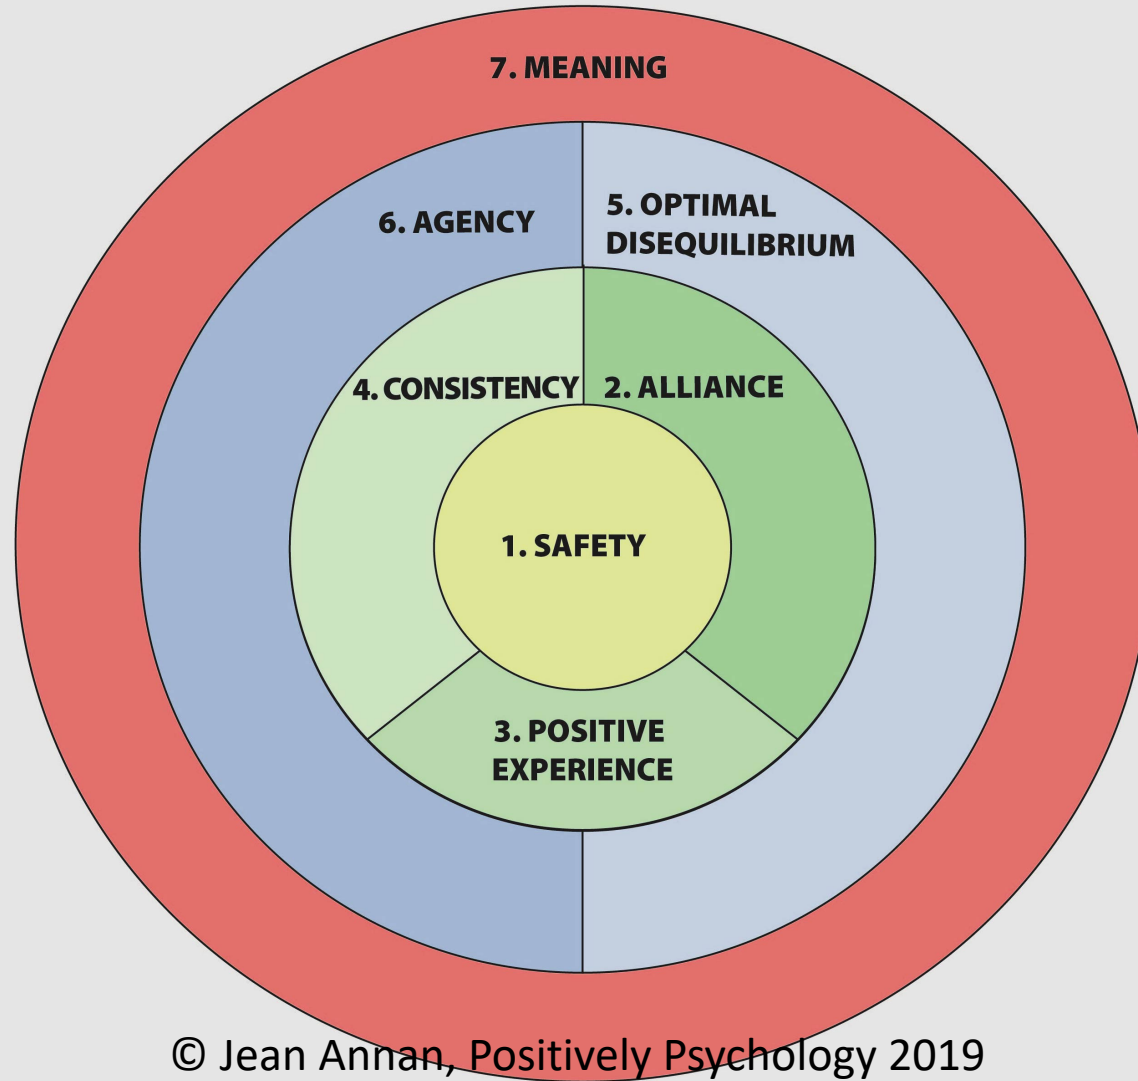 7. MEANING
6. AGENCY
5. OPTIMAL
DISEQUILIBRIUM
4. CONSISTENCY
2. ALLIANCE
1. SAFETY
3. POSITIVE
EXPERIENCE
© Jean Annan, Positively Psychology 2019